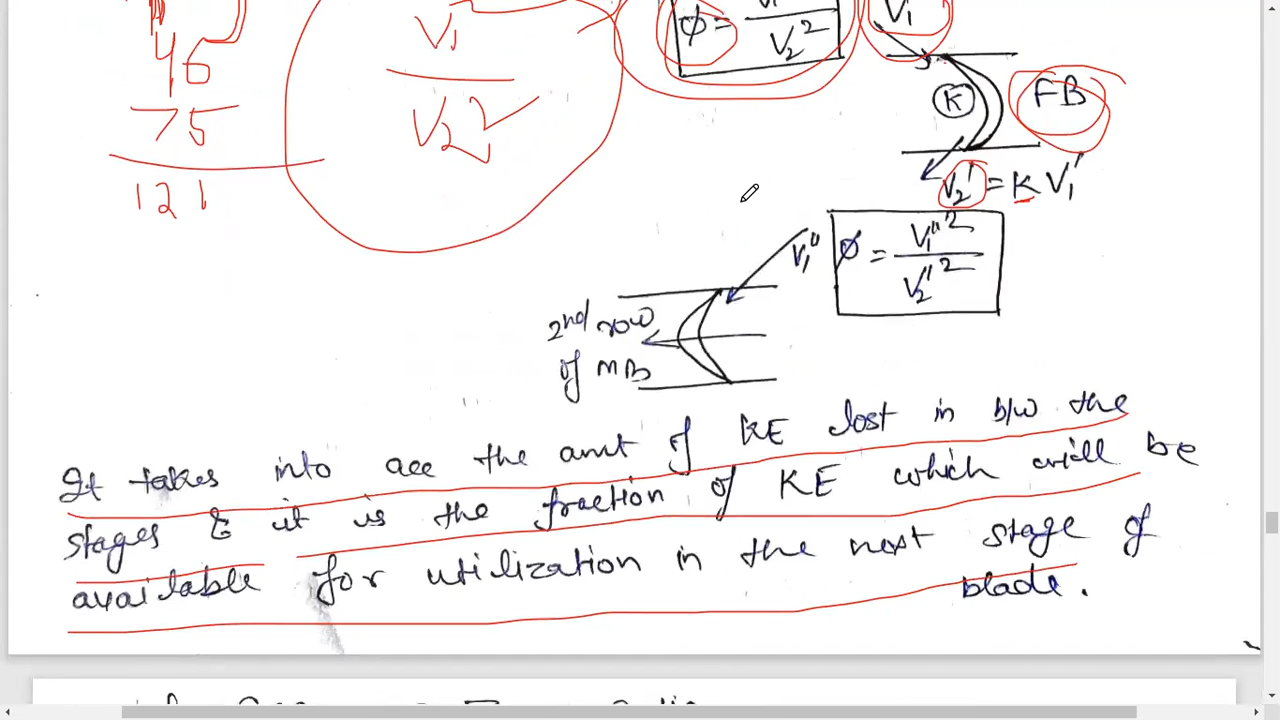 46
75
121
V₁
V₂²
φ = V₁'²/V₂²
V₁'
K
FB
V₂' = K V₁'
V₁"
φ = V₁"²/V₂"²
2nd row
of MB
It takes into acc the amt of KE lost in b/w the
stages & it is the fraction of KE which will be
available for utilization in the next stage of
blade.